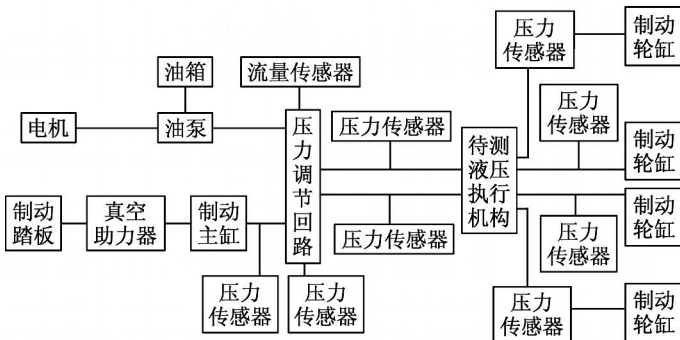 压力
传感器
制动
轮缸
油箱
流量传感器
电机
油泵
压力调节回路
压力传感器
待测
液压
执行
机构
压力
传感器
制动
轮缸
制动
踏板
真空
助力器
制动
主缸
压力传感器
制动
轮缸
压力
传感器
压力
传感器
压力
传感器
压力
传感器
制动
轮缸